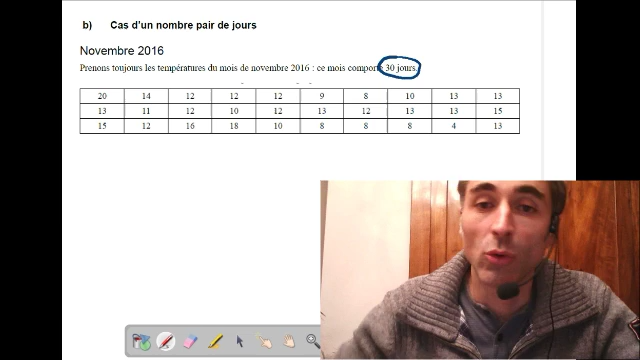 b) Cas d'un nombre pair de jours
Novembre 2016
Prenons toujours les températures du mois de novembre 2016 : ce mois comporte 30 jours.
20 14 12 12 12 9 8 10 13 13
13 11 12 10 12 13 12 13 13 15
15 12 16 18 10 8 8 8 4 13